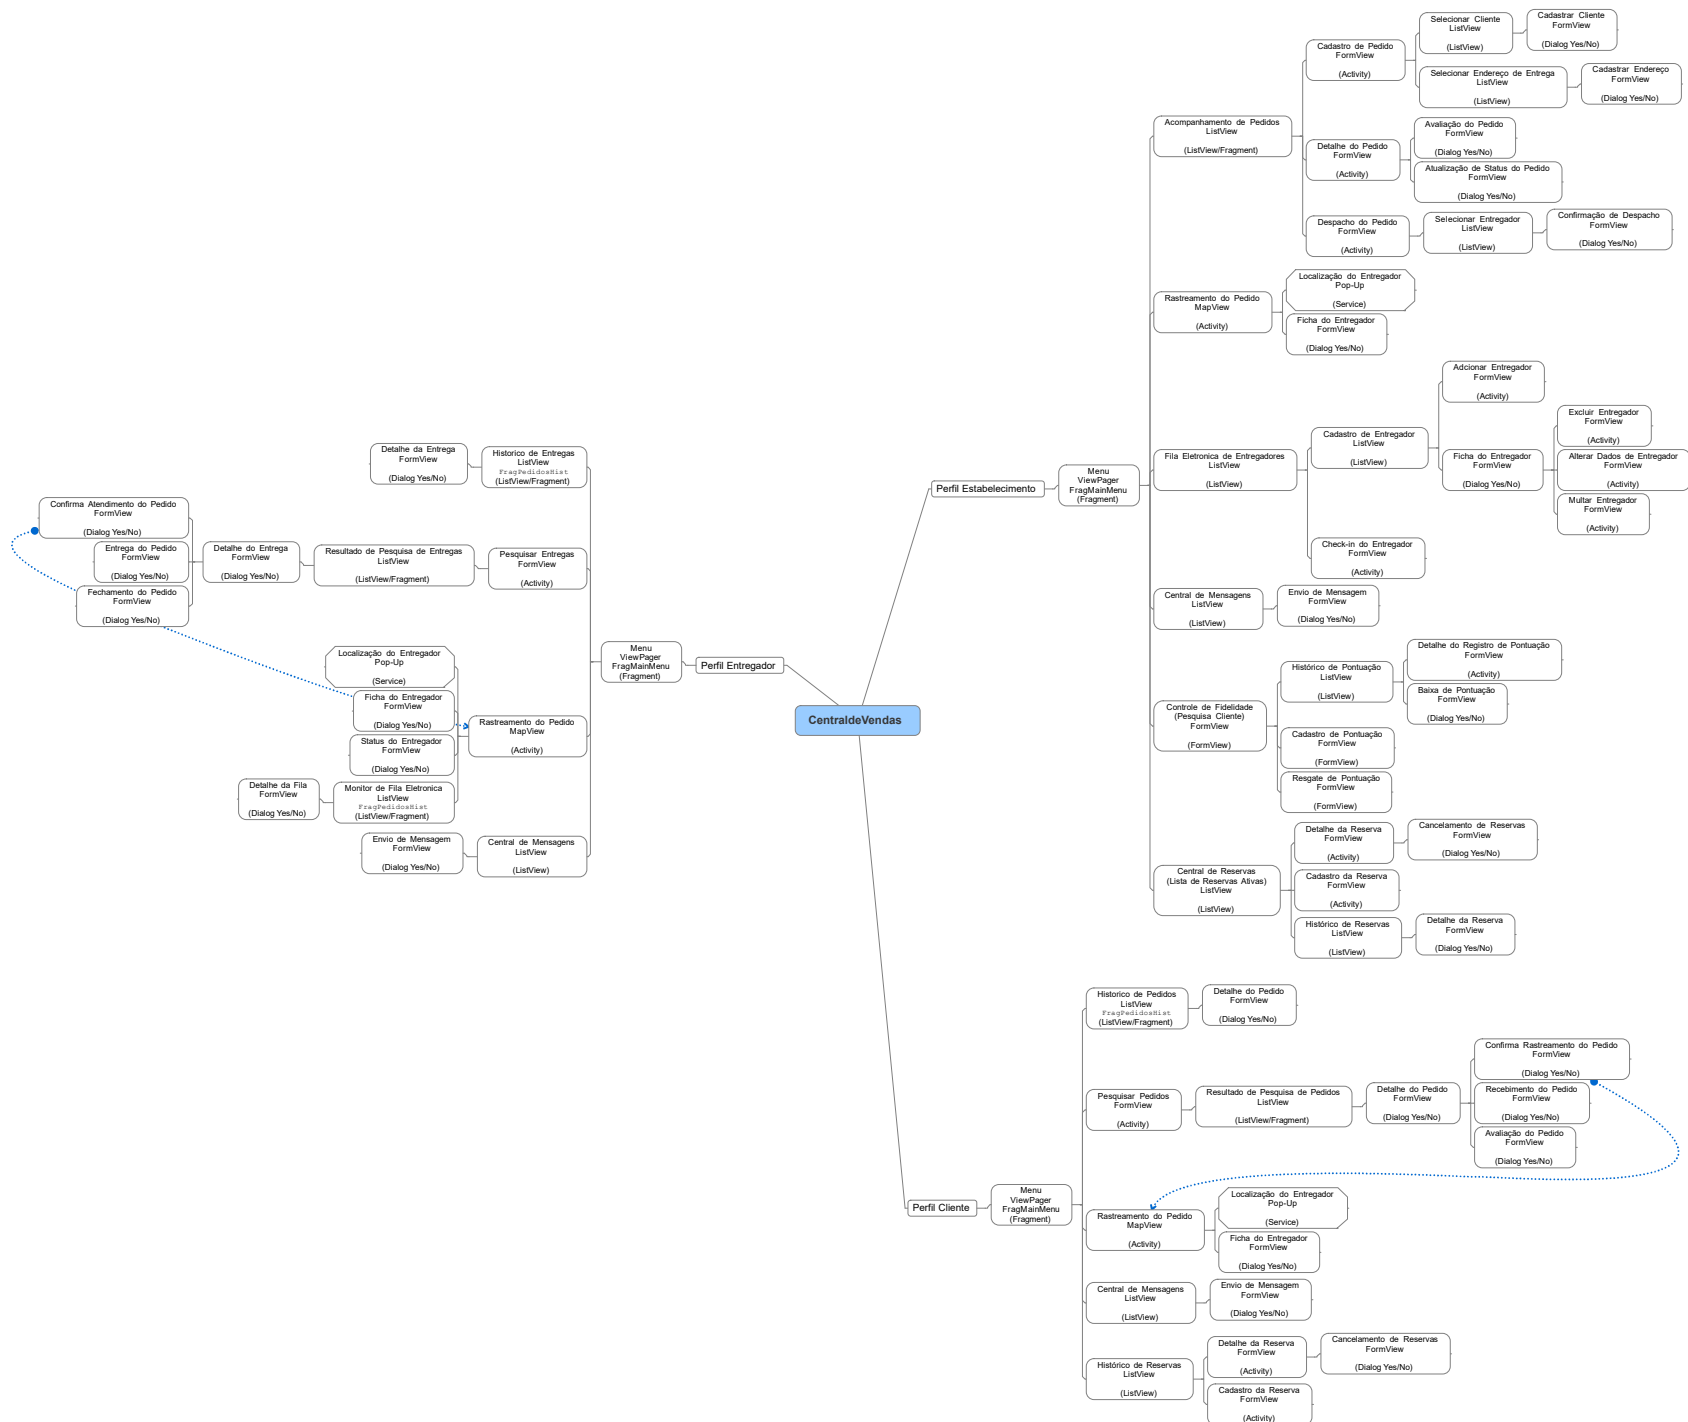 CentraldeVendas
Perfil Estabelecimento
Menu
ViewPager
FragMainMenu
(Fragment)
Acompanhamento de Pedidos
ListView
(ListView/Fragment)
Cadastro de Pedido
FormView
(Activity)
Selecionar Cliente
ListView
(ListView)
Cadastrar Cliente
FormView
(Dialog Yes/No)
Selecionar Endereço de Entrega
ListView
(ListView)
Cadastrar Endereço
FormView
(Dialog Yes/No)
Detalhe do Pedido
FormView
(Activity)
Avaliação do Pedido
FormView
(Dialog Yes/No)
Atualização de Status do Pedido
FormView
(Dialog Yes/No)
Despacho do Pedido
FormView
(Activity)
Selecionar Entregador
ListView
(ListView)
Confirmação de Despacho
FormView
(Dialog Yes/No)
Rastreamento do Pedido
MapView
(Activity)
Localização do Entregador
Pop-Up
(Service)
Ficha do Entregador
FormView
(Dialog Yes/No)
Fila Eletronica de Entregadores
ListView
(ListView)
Cadastro de Entregador
ListView
(ListView)
Adcionar Entregador
FormView
(Activity)
Ficha do Entregador
FormView
(Dialog Yes/No)
Excluir Entregador
FormView
(Activity)
Alterar Dados de Entregador
FormView
(Activity)
Multar Entregador
FormView
(Activity)
Check-in do Entregador
FormView
(Activity)
Central de Mensagens
ListView
(ListView)
Envio de Mensagem
FormView
(Dialog Yes/No)
Controle de Fidelidade
(Pesquisa Cliente)
FormView
(FormView)
Histórico de Pontuação
ListView
(ListView)
Detalhe do Registro de Pontuação
FormView
(Activity)
Baixa de Pontuação
FormView
(Dialog Yes/No)
Cadastro de Pontuação
FormView
(FormView)
Resgate de Pontuação
FormView
(FormView)
Central de Reservas
(Lista de Reservas Ativas)
ListView
(ListView)
Detalhe da Reserva
FormView
(Activity)
Cancelamento de Reservas
FormView
(Dialog Yes/No)
Cadastro da Reserva
FormView
(Activity)
Histórico de Reservas
ListView
(ListView)
Detalhe da Reserva
FormView
(Dialog Yes/No)
Perfil Cliente
Menu
ViewPager
FragMainMenu
(Fragment)
Historico de Pedidos
ListView
FragPedidosHist
(ListView/Fragment)
Detalhe do Pedido
FormView
(Dialog Yes/No)
Pesquisar Pedidos
FormView
(Activity)
Resultado de Pesquisa de Pedidos
ListView
(ListView/Fragment)
Detalhe do Pedido
FormView
(Dialog Yes/No)
Confirma Rastreamento do Pedido
FormView
(Dialog Yes/No)
Recebimento do Pedido
FormView
(Dialog Yes/No)
Avaliação do Pedido
FormView
(Dialog Yes/No)
Rastreamento do Pedido
MapView
(Activity)
Localização do Entregador
Pop-Up
(Service)
Ficha do Entregador
FormView
(Dialog Yes/No)
Central de Mensagens
ListView
(ListView)
Envio de Mensagem
FormView
(Dialog Yes/No)
Histórico de Reservas
ListView
(ListView)
Detalhe da Reserva
FormView
(Activity)
Cancelamento de Reservas
FormView
(Dialog Yes/No)
Cadastro da Reserva
FormView
(Activity)
Perfil Entregador
Menu
ViewPager
FragMainMenu
(Fragment)
Historico de Entregas
ListView
FragPedidosHist
(ListView/Fragment)
Detalhe da Entrega
FormView
(Dialog Yes/No)
Pesquisar Entregas
FormView
(Activity)
Resultado de Pesquisa de Entregas
ListView
(ListView/Fragment)
Detalhe do Entrega
FormView
(Dialog Yes/No)
Confirma Atendimento do Pedido
FormView
(Dialog Yes/No)
Entrega do Pedido
FormView
(Dialog Yes/No)
Fechamento do Pedido
FormView
(Dialog Yes/No)
Rastreamento do Pedido
MapView
(Activity)
Localização do Entregador
Pop-Up
(Service)
Ficha do Entregador
FormView
(Dialog Yes/No)
Status do Entregador
FormView
(Dialog Yes/No)
Monitor de Fila Eletronica
ListView
FragPedidosHist
(ListView/Fragment)
Detalhe da Fila
FormView
(Dialog Yes/No)
Central de Mensagens
ListView
(ListView)
Envio de Mensagem
FormView
(Dialog Yes/No)